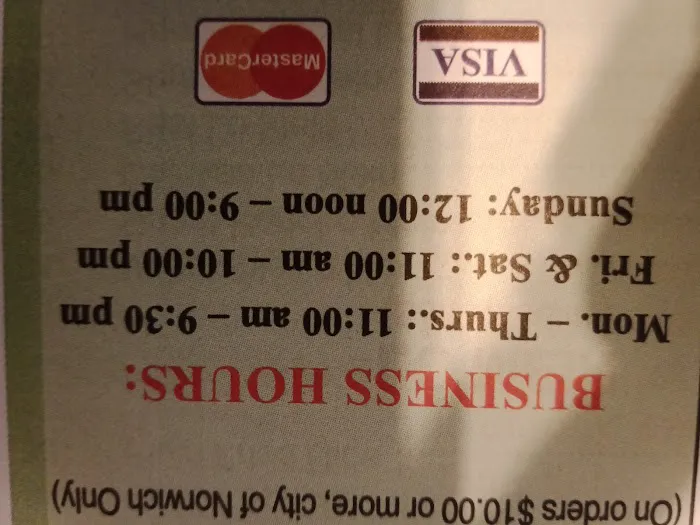 (On orders $10.00 or more, city of Norwich Only)
BUSINESS HOURS:
Mon. – Thurs.: 11:00 am – 9:30 pm
Fri. & Sat.: 11:00 am – 10:00 pm
Sunday: 12:00 noon – 9:00 pm
VISA MasterCard